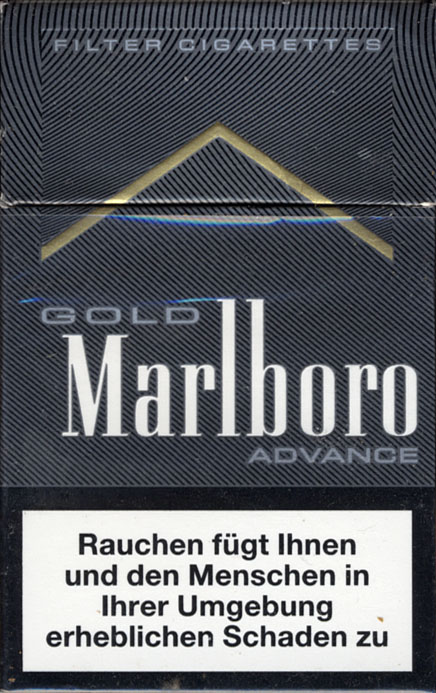 FILTER CIGARETTES
GOLD
Marlboro
ADVANCE
Rauchen fügt Ihnen
und den Menschen in
Ihrer Umgebung
erheblichen Schaden zu